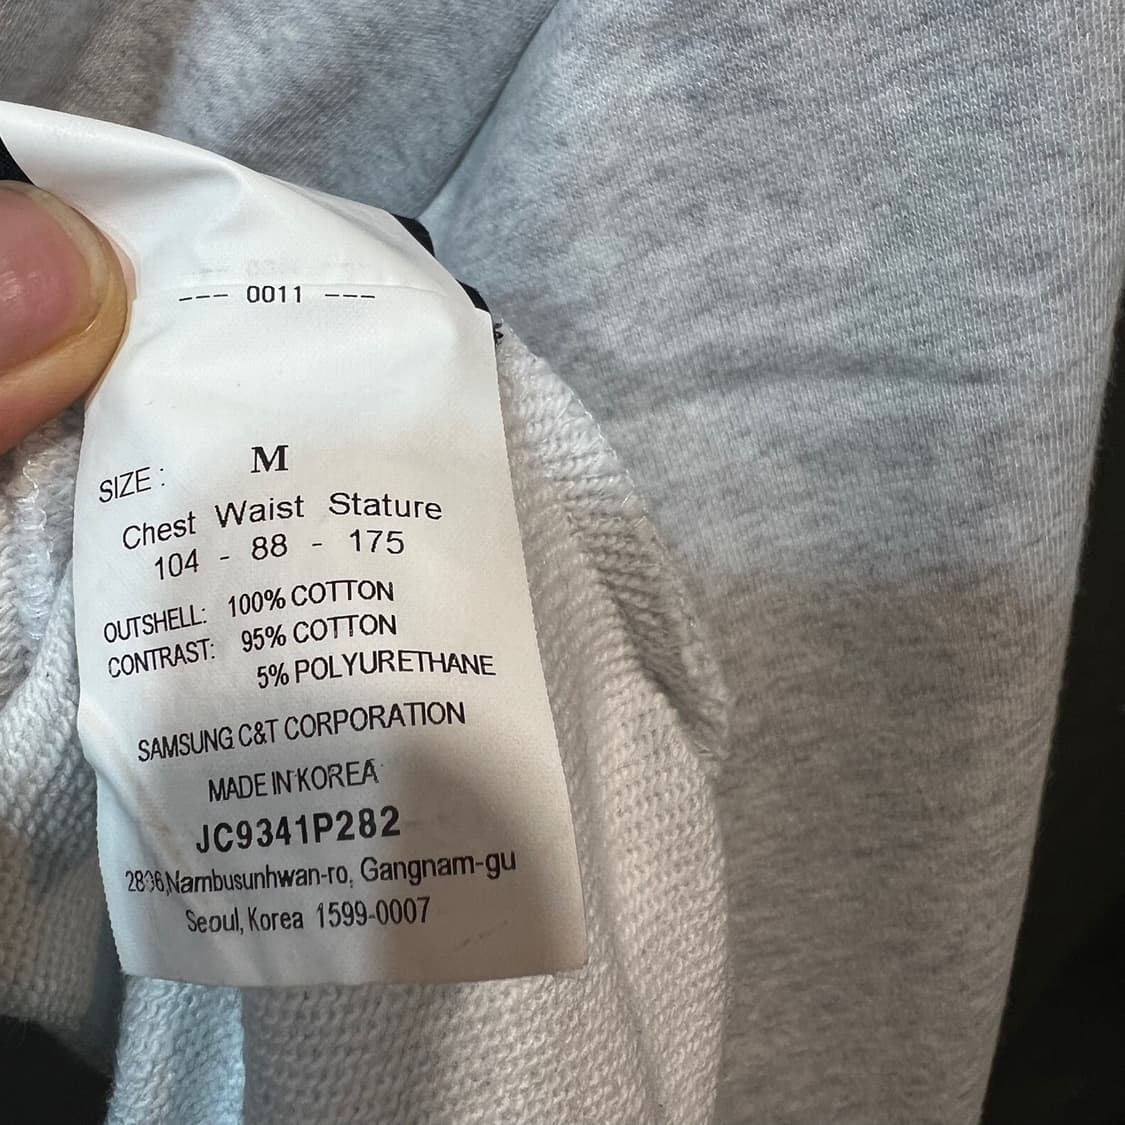 --- 0011 ---
SIZE : M
Chest Waist Stature
104 - 88 - 175
OUTSHELL: 100% COTTON
CONTRAST: 95% COTTON
5% POLYURETHANE
SAMSUNG C&T CORPORATION
MADE IN KOREA
JC9341P282
Nambusunhwan-ro, Gangnam-gu
Seoul, Korea 1599-0007